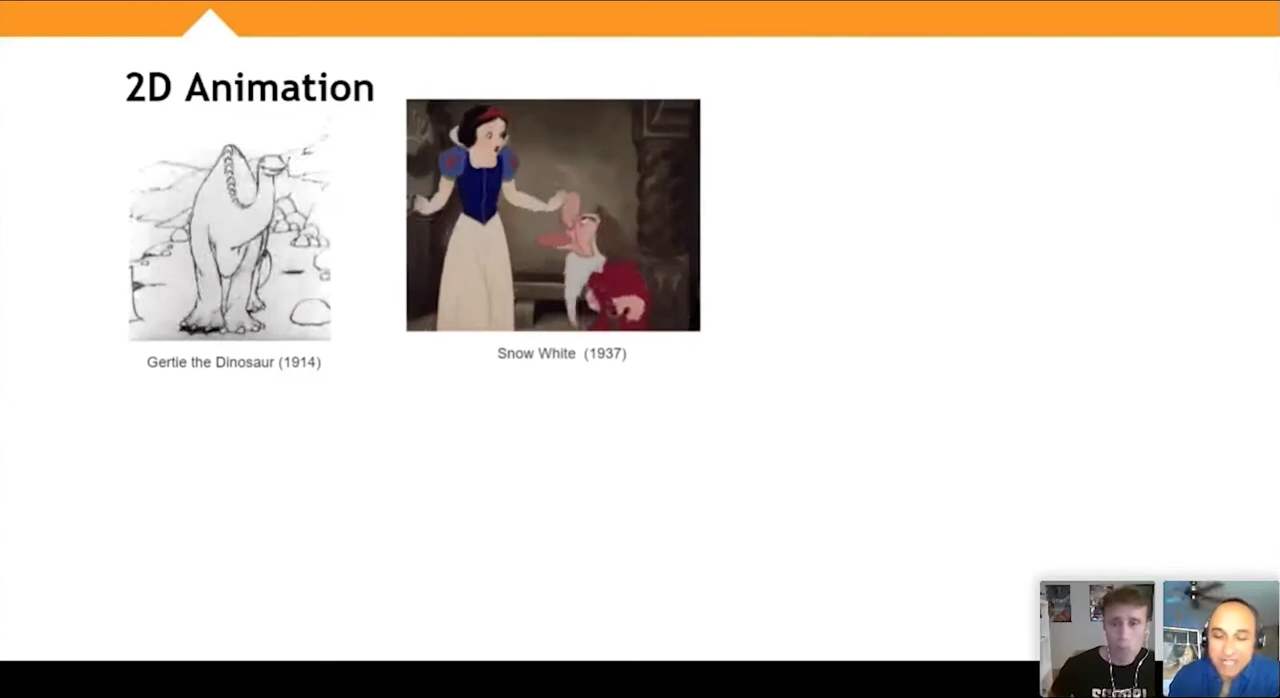 2D Animation
Gertie the Dinosaur (1914)
Snow White (1937)